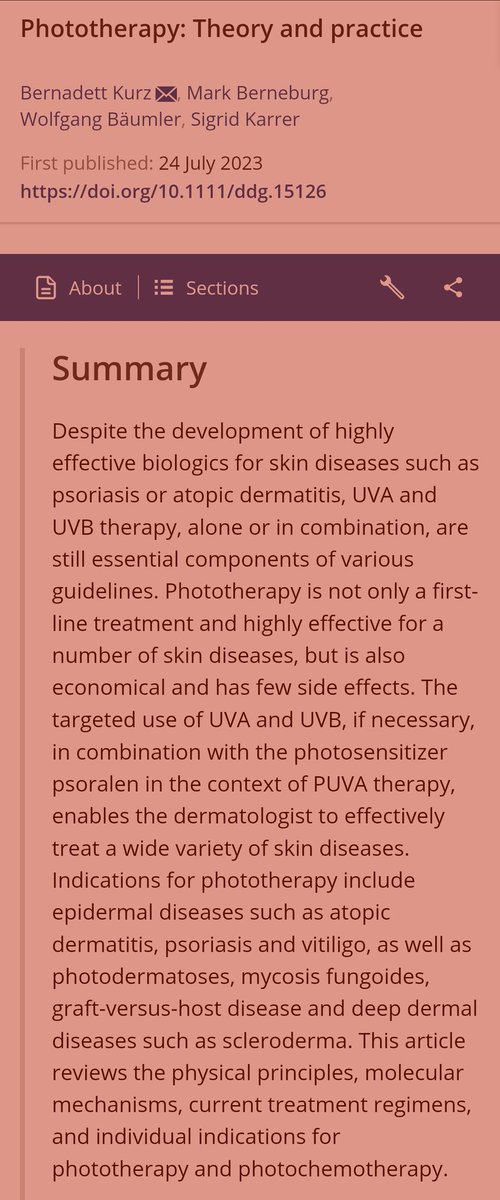 Phototherapy: Theory and practice
Bernadett Kurz, Mark Berneburg,
Wolfgang Bäumler, Sigrid Karrer
First published: 24 July 2023
https://doi.org/10.1111/ddg.15126
About Sections
Summary
Despite the development of highly
effective biologics for skin diseases such as
psoriasis or atopic dermatitis, UVA and
UVB therapy, alone or in combination, are
still essential components of various
guidelines. Phototherapy is not only a first-
line treatment and highly effective for a
number of skin diseases, but is also
economical and has few side effects. The
targeted use of UVA and UVB, if necessary,
in combination with the photosensitizer
psoralen in the context of PUVA therapy,
enables the dermatologist to effectively
treat a wide variety of skin diseases.
Indications for phototherapy include
epidermal diseases such as atopic
dermatitis, psoriasis and vitiligo, as well as
photodermatoses, mycosis fungoides,
graft-versus-host disease and deep dermal
diseases such as scleroderma. This article
reviews the physical principles, molecular
mechanisms, current treatment regimens,
and individual indications for
phototherapy and photochemotherapy.